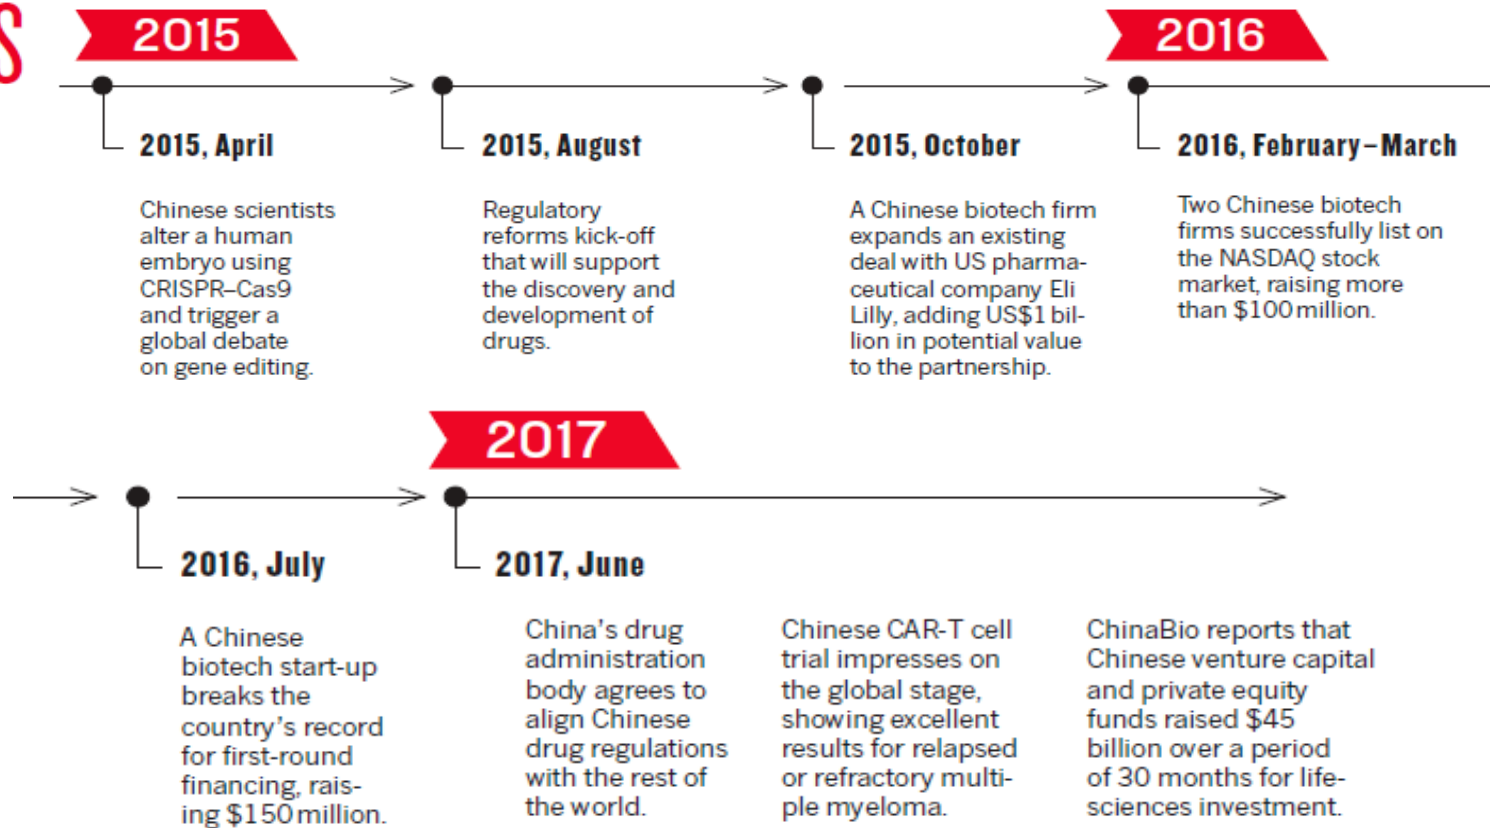 S
2015
2016
2015, April
Chinese scientists
alter a human
embryo using
CRISPR–Cas9
and trigger a
global debate
on gene editing.
2015, August
Regulatory
reforms kick-off
that will support
the discovery and
development of
drugs.
2015, October
A Chinese biotech firm
expands an existing
deal with US pharma-
ceutical company Eli
Lilly, adding US$1 bil-
lion in potential value
to the partnership.
2016, February–March
Two Chinese biotech
firms successfully list on
the NASDAQ stock
market, raising more
than $100 million.
2017
2016, July
A Chinese
biotech start-up
breaks the
country's record
for first-round
financing, rais-
ing $150 million.
2017, June
China's drug
administration
body agrees to
align Chinese
drug regulations
with the rest of
the world.
Chinese CAR-T cell
trial impresses on
the global stage,
showing excellent
results for relapsed
or refractory multi-
ple myeloma.
ChinaBio reports that
Chinese venture capital
and private equity
funds raised $45
billion over a period
of 30 months for life-
sciences investment.